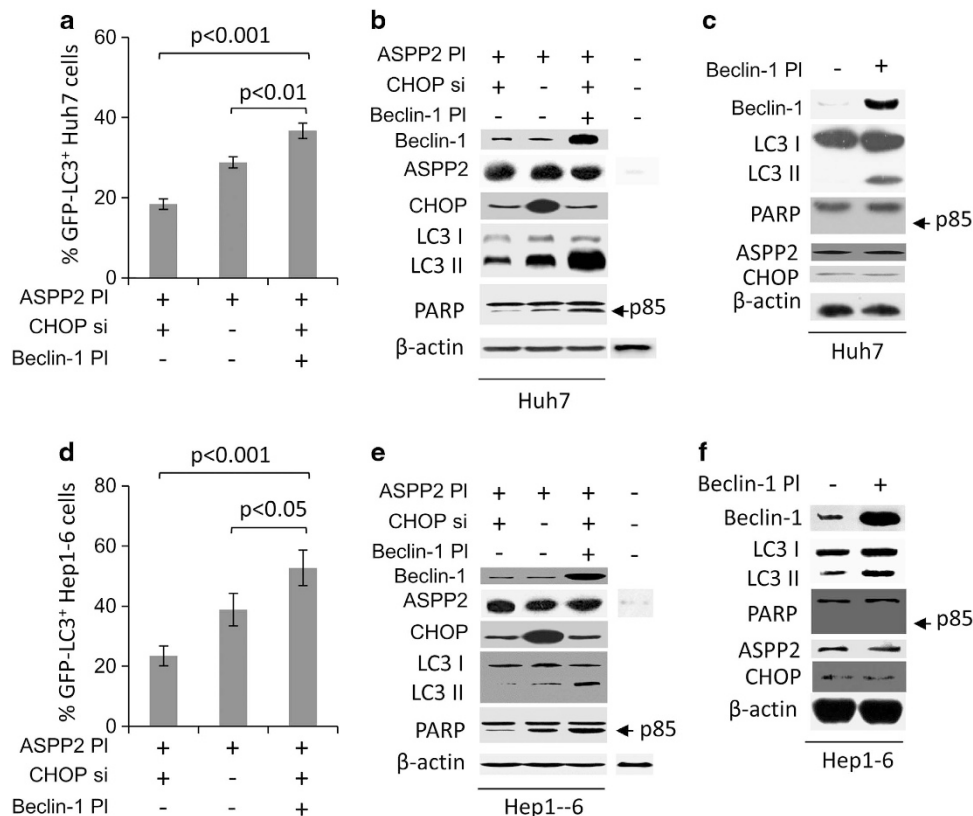 a
% GFP-LC3+ Huh7 cells
60
40
20
0
p<0.001
p<0.01
ASPP2 Pl + + +
CHOP si + - +
Beclin-1 Pl - - +
b
ASPP2 Pl + + + -
CHOP si + - + -
Beclin-1 Pl - - + -
Beclin-1
ASPP2
CHOP
LC3 I
LC3 II
PARP p85
β-actin
Huh7
c
Beclin-1 Pl - +
Beclin-1
LC3 I
LC3 II
PARP p85
ASPP2
CHOP
β-actin
Huh7
d
% GFP-LC3+ Hep1-6 cells
80
60
40
20
0
p<0.001
p<0.05
ASPP2 Pl + + +
CHOP si + - +
Beclin-1 Pl - - +
e
ASPP2 Pl + + + -
CHOP si + - + -
Beclin-1 Pl - - + -
Beclin-1
ASPP2
CHOP
LC3 I
LC3 II
PARP p85
β-actin
Hep1--6
f
Beclin-1 Pl - +
Beclin-1
LC3 I
LC3 II
PARP p85
ASPP2
CHOP
β-actin
Hep1-6